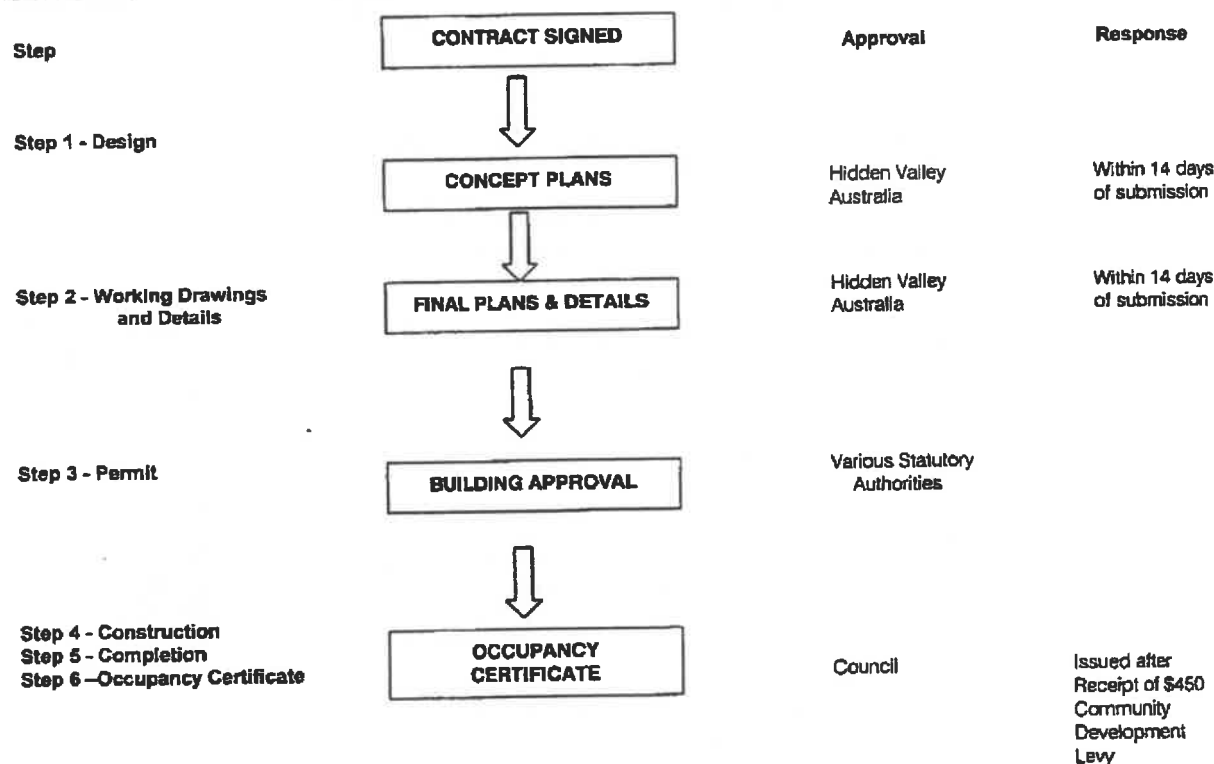 Step
CONTRACT SIGNED
Approval
Response
Step 1 - Design
CONCEPT PLANS
Hidden Valley
Australia
Within 14 days
of submission
Step 2 - Working Drawings
and Details
FINAL PLANS & DETAILS
Hidden Valley
Australia
Within 14 days
of submission
Step 3 - Permit
BUILDING APPROVAL
Various Statutory
Authorities
Step 4 - Construction
Step 5 - Completion
Step 6 – Occupancy Certificate
OCCUPANCY
CERTIFICATE
Council
Issued after
Receipt of $450
Community
Development
Levy